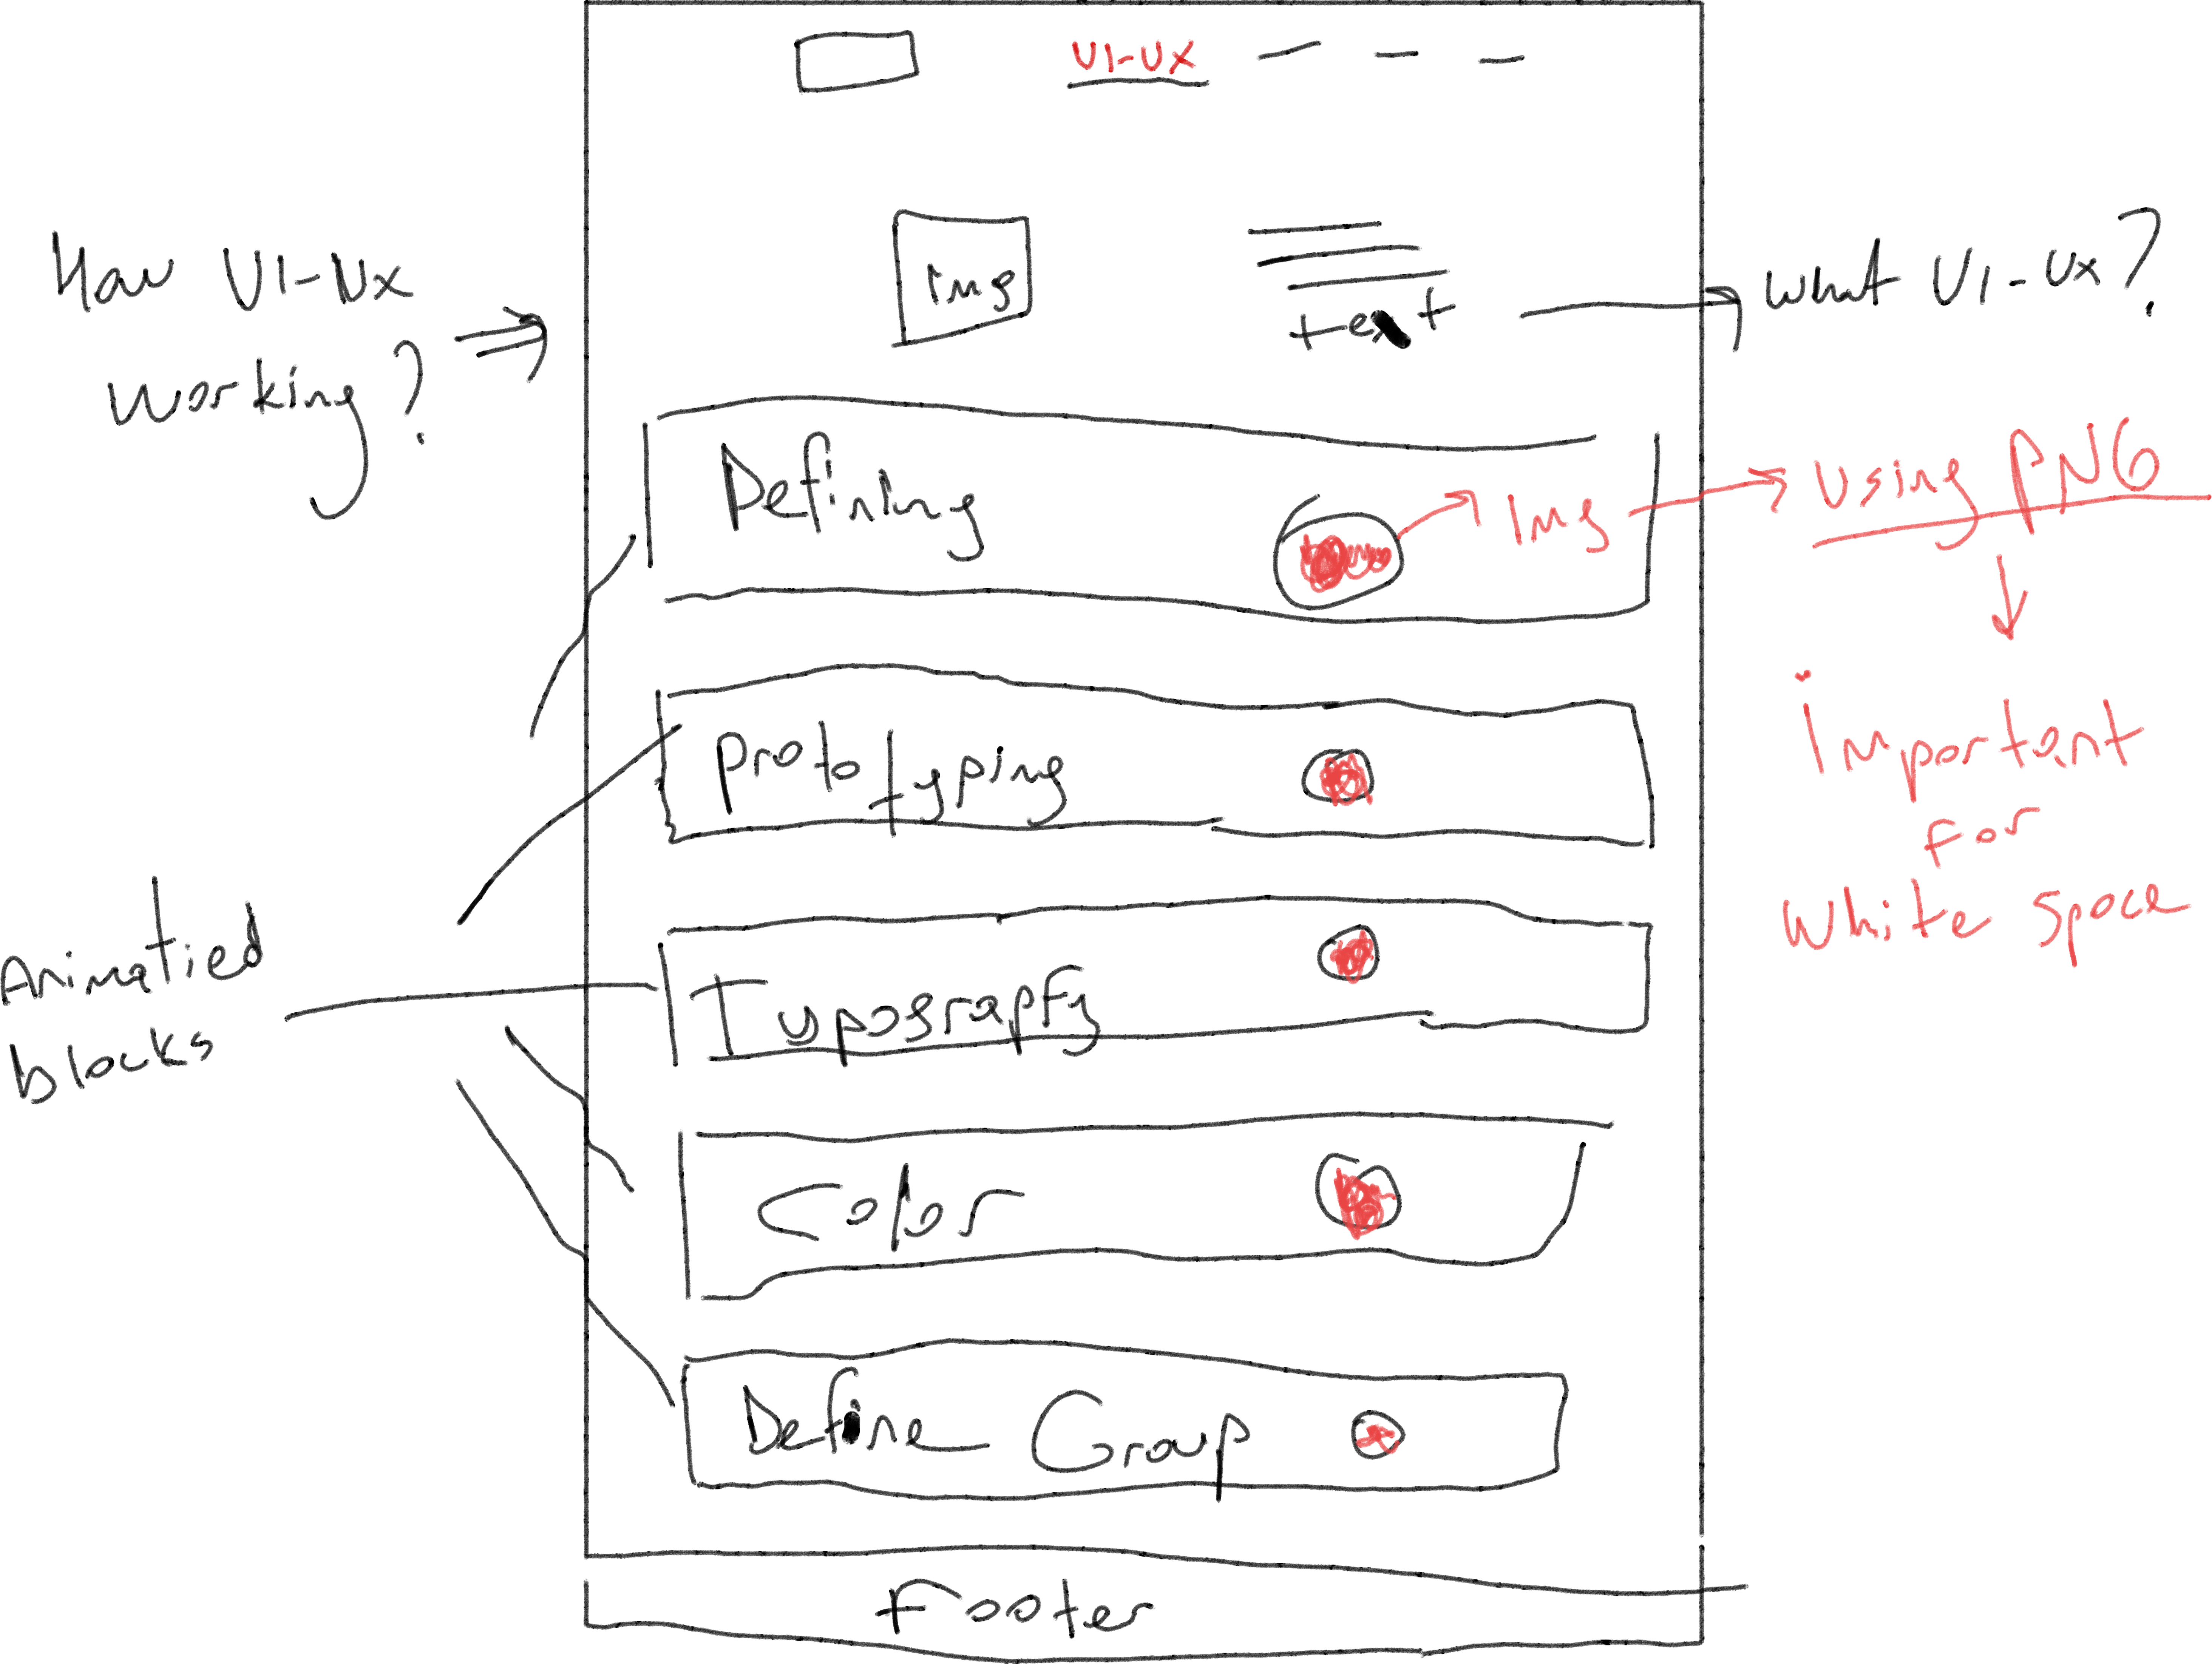 UI-Ux
How UI-Ux
working?
Img
text
what UI-Ux?
Defining
Img
Using PNG
important
For
White space
Prototyping
Animatied
blocks
Typograpfy
Color
Define Group
Footer